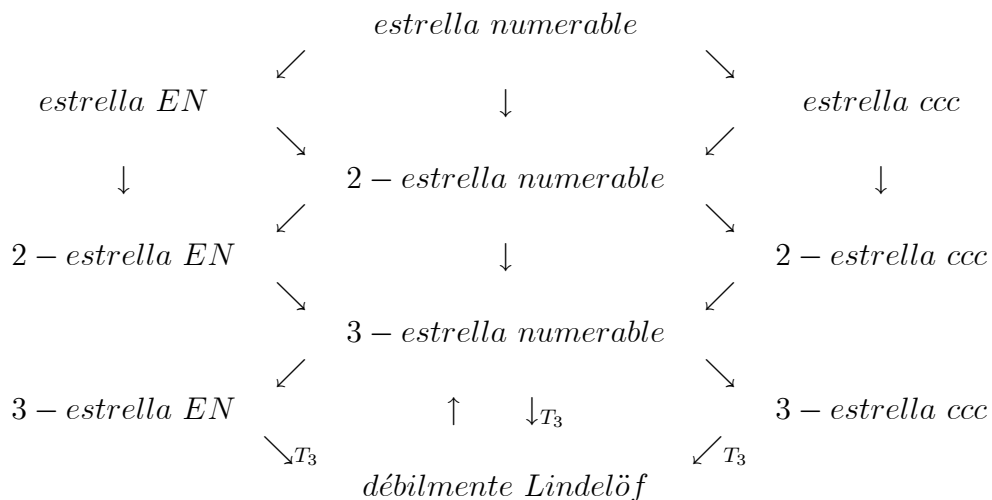 estrella numerable
estrella EN
estrella ccc
2 − estrella numerable
2 − estrella EN
2 − estrella ccc
3 − estrella numerable
3 − estrella EN
T₃
3 − estrella ccc
T₃
T₃
débilmente Lindelöf